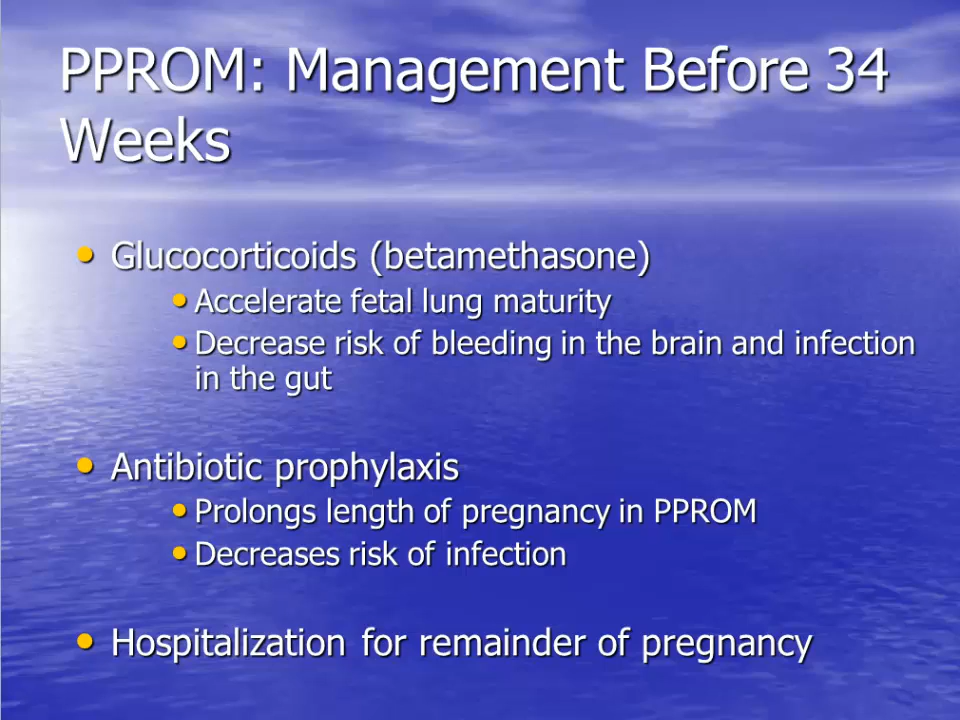 PPROM: Management Before 34
Weeks
• Glucocorticoids (betamethasone)
• Accelerate fetal lung maturity
• Decrease risk of bleeding in the brain and infection
in the gut
• Antibiotic prophylaxis
• Prolongs length of pregnancy in PPROM
• Decreases risk of infection
• Hospitalization for remainder of pregnancy